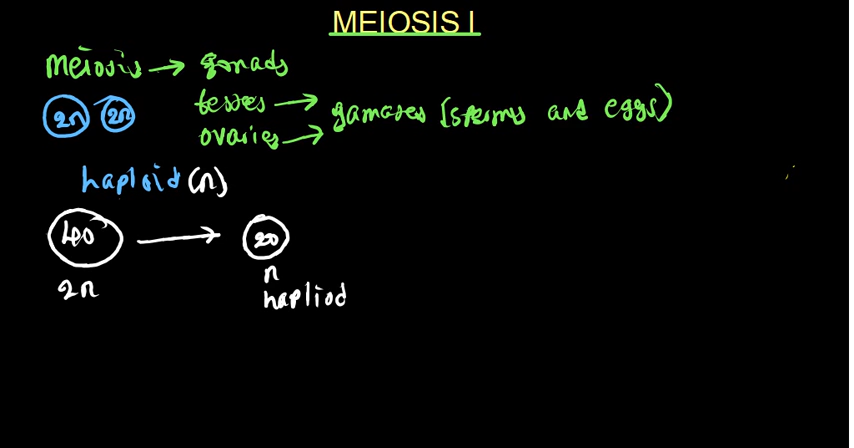 MEIOSIS I
meiosis → gonads
2n 2n
testes →
ovaries →
gametes [sperms and eggs)
haploid (n)
40 → 20
2n
n
hapliod